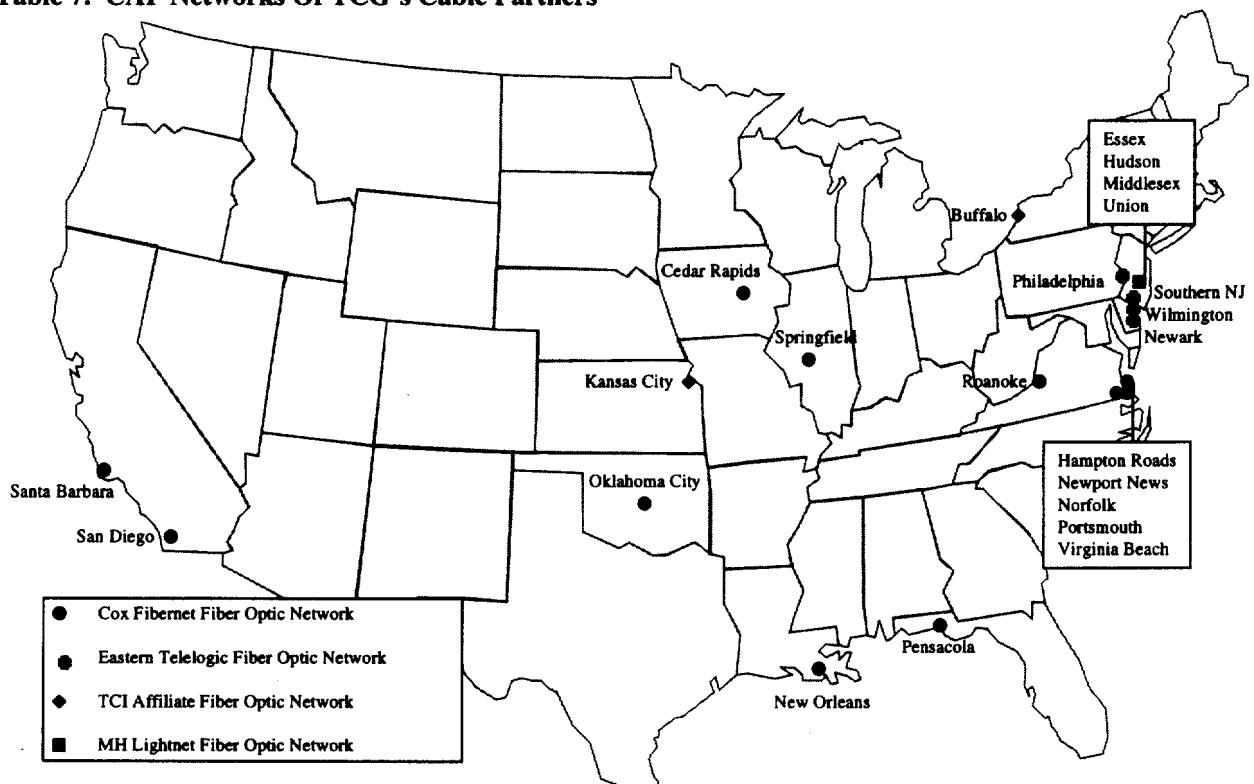 Table 7. CAP Networks Of TCG's Cable Partners
Essex
Hudson
Middlesex
Union
Buffalo
Cedar Rapids
Philadelphia
Southern NJ
Wilmington
Newark
Springfield
Kansas City
Roanoke
Hampton Roads
Newport News
Norfolk
Portsmouth
Virginia Beach
Santa Barbara
Oklahoma City
San Diego
Pensacola
New Orleans
Cox Fibernet Fiber Optic Network
Eastern Telelogic Fiber Optic Network
TCI Affiliate Fiber Optic Network
MH Lightnet Fiber Optic Network